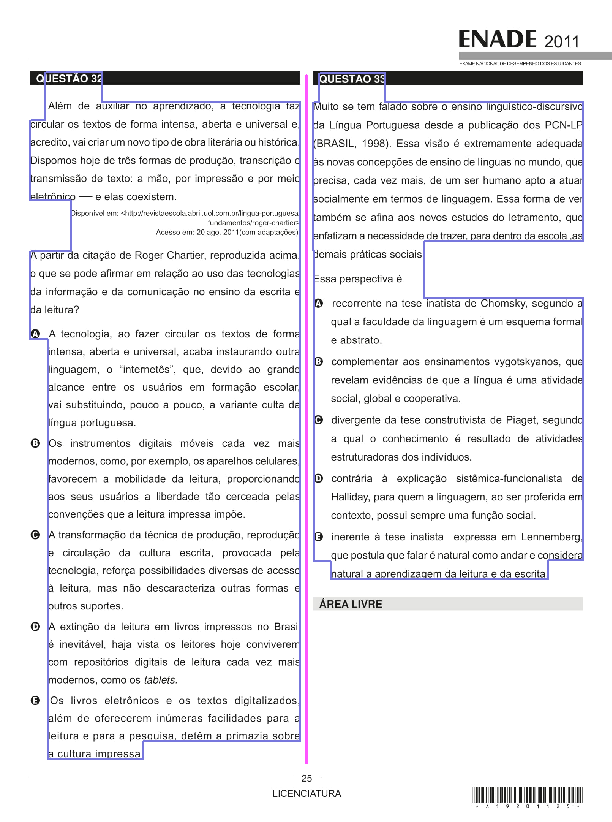 ENADE 2011
EXAME NACIONAL DE DESEMPENHO DOS ESTUDANTES
QUESTÃO 32
Além de auxiliar no aprendizado, a tecnologia faz
circular os textos de forma intensa, aberta e universal e,
acredito, vai criar um novo tipo de obra literária ou histórica.
Dispomos hoje de três formas de produção, transcrição e
transmissão de texto: a mão, por impressão e por meio
eletrônico — e elas coexistem.
Disponível em: <http://revistaescola.abril.uol.com.br/lingua-portuguesa/
fundamentos/roger-chartier>
Acesso em: 20 ago. 2011(com adaptações)
A partir da citação de Roger Chartier, reproduzida acima,
o que se pode afirmar em relação ao uso das tecnologias
da informação e da comunicação no ensino da escrita e
da leitura?
A A tecnologia, ao fazer circular os textos de forma
intensa, aberta e universal, acaba instaurando outra
linguagem, o “internetês”, que, devido ao grande
alcance entre os usuários em formação escolar,
vai substituindo, pouco a pouco, a variante culta da
língua portuguesa.
B Os instrumentos digitais móveis cada vez mais
modernos, como, por exemplo, os aparelhos celulares,
favorecem a mobilidade da leitura, proporcionando
aos seus usuários a liberdade tão cerceada pelas
convenções que a leitura impressa impõe.
C A transformação da técnica de produção, reprodução
e circulação da cultura escrita, provocada pela
tecnologia, reforça possibilidades diversas de acesso
à leitura, mas não descaracteriza outras formas e
outros suportes.
D A extinção da leitura em livros impressos no Brasil
é inevitável, haja vista os leitores hoje conviverem
com repositórios digitais de leitura cada vez mais
modernos, como os tablets.
E Os livros eletrônicos e os textos digitalizados,
além de oferecerem inúmeras facilidades para a
leitura e para a pesquisa, detêm a primazia sobre
a cultura impressa.
QUESTÃO 33
Muito se tem falado sobre o ensino linguístico-discursivo
da Língua Portuguesa desde a publicação dos PCN-LP
(BRASIL, 1998). Essa visão é extremamente adequada
às novas concepções de ensino de línguas no mundo, que
precisa, cada vez mais, de um ser humano apto a atuar
socialmente em termos de linguagem. Essa forma de ver
também se afina aos novos estudos do letramento, que
enfatizam a necessidade de trazer, para dentro da escola ,as
demais práticas sociais.
Essa perspectiva é
A recorrente na tese inatista de Chomsky, segundo a
qual a faculdade da linguagem é um esquema formal
e abstrato.
B complementar aos ensinamentos vygotskyanos, que
revelam evidências de que a língua é uma atividade
social, global e cooperativa.
C divergente da tese construtivista de Piaget, segundo
a qual o conhecimento é resultado de atividades
estruturadoras dos indivíduos.
D contrária à explicação sistêmica-funcionalista de
Halliday, para quem a linguagem, ao ser proferida em
contexto, possui sempre uma função social.
E inerente à tese inatista expressa em Lennemberg,
que postula que falar é natural como andar e considera
natural a aprendizagem da leitura e da escrita.
ÁREA LIVRE
25
LICENCIATURA